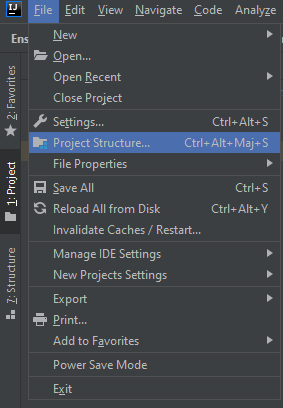 IJ File Edit View Navigate Code Analyze
Ens
New
Open...
Open Recent
Close Project
Settings... Ctrl+Alt+S
Project Structure... Ctrl+Alt+Maj+S
File Properties
Save All Ctrl+S
Reload All from Disk Ctrl+Alt+Y
Invalidate Caches / Restart...
Manage IDE Settings
New Projects Settings
Export
Print...
Add to Favorites
Power Save Mode
Exit
2: Favorites
1: Project
7: Structure